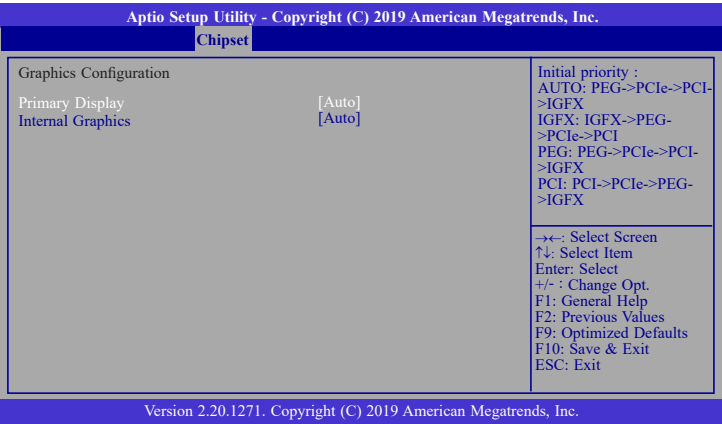 Aptio Setup Utility - Copyright (C) 2019 American Megatrends, Inc.
Chipset
Graphics Configuration
Primary Display [Auto]
Internal Graphics [Auto]
Initial priority :
AUTO: PEG->PCIe->PCI-
>IGFX
IGFX: IGFX->PEG-
>PCIe->PCI
PEG: PEG->PCIe->PCI-
>IGFX
PCI: PCI->PCIe->PEG-
>IGFX
→←: Select Screen
↑↓: Select Item
Enter: Select
+/- : Change Opt.
F1: General Help
F2: Previous Values
F9: Optimized Defaults
F10: Save & Exit
ESC: Exit
Version 2.20.1271. Copyright (C) 2019 American Megatrends, Inc.